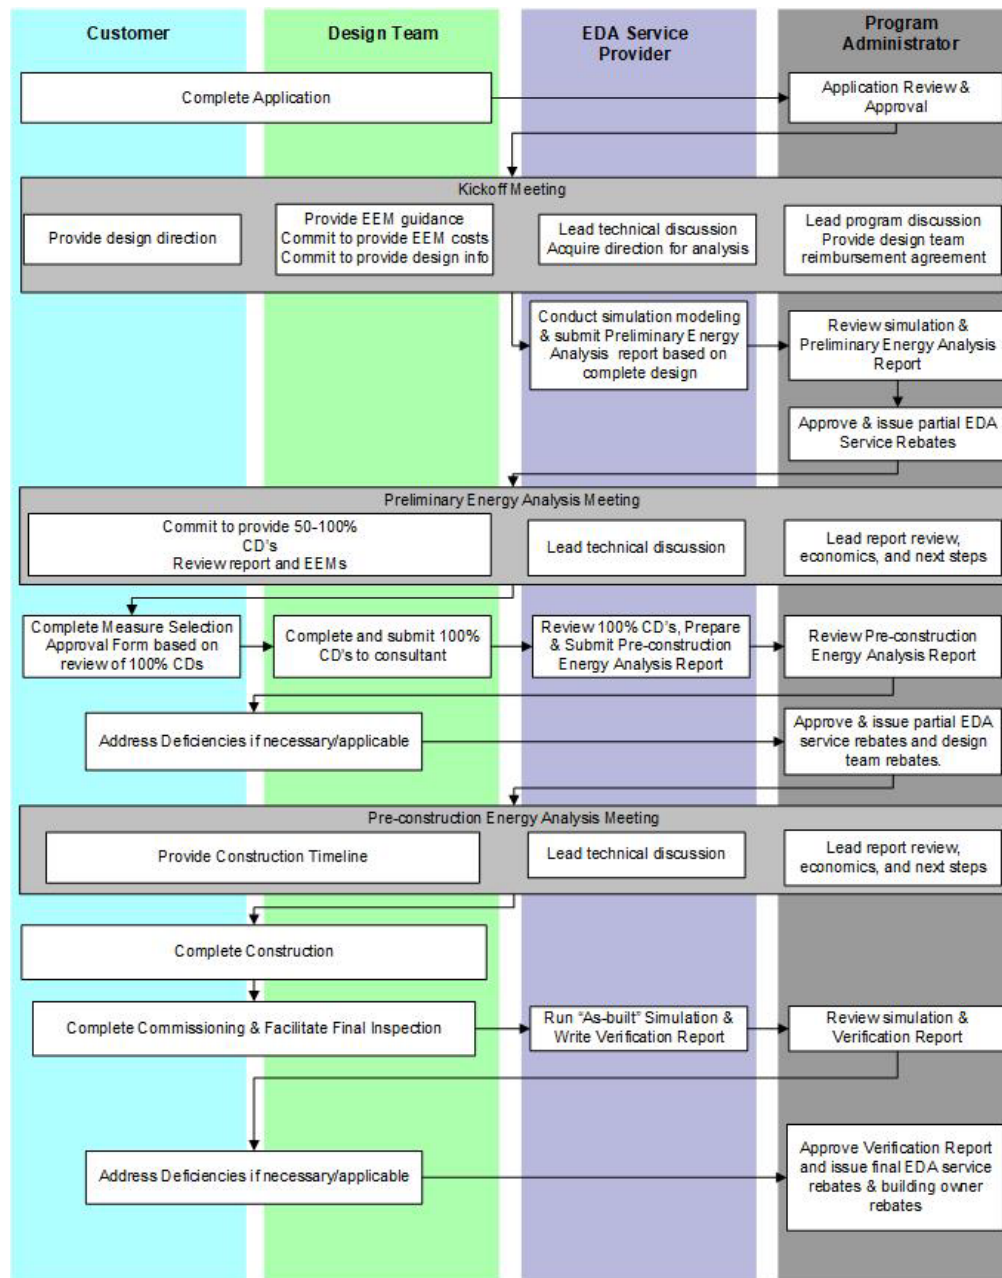 Customer
Design Team
EDA Service
Provider
Program
Administrator
Complete Application
Application Review &
Approval
Kickoff Meeting
Provide design direction
Provide EEM guidance
Commit to provide EEM costs
Commit to provide design info
Lead technical discussion
Acquire direction for analysis
Lead program discussion
Provide design team
reimbursement agreement
Conduct simulation modeling
& submit Preliminary Energy
Analysis report based on
complete design
Review simulation &
Preliminary Energy Analysis
Report
Approve & issue partial EDA
Service Rebates
Preliminary Energy Analysis Meeting
Commit to provide 50-100%
CD's
Review report and EEMs
Lead technical discussion
Lead report review,
economics, and next steps
Complete Measure Selection
Approval Form based on
review of 100% CDs
Complete and submit 100%
CD's to consultant
Review 100% CD's, Prepare
& Submit Pre-construction
Energy Analysis Report
Review Pre-construction
Energy Analysis Report
Address Deficiencies if necessary/applicable
Approve & issue partial EDA
service rebates and design
team rebates.
Pre-construction Energy Analysis Meeting
Provide Construction Timeline
Lead technical discussion
Lead report review,
economics, and next steps
Complete Construction
Complete Commissioning & Facilitate Final Inspection
Run "As-built" Simulation &
Write Verification Report
Review simulation &
Verification Report
Address Deficiencies if necessary/applicable
Approve Verification Report
and issue final EDA service
rebates & building owner
rebates